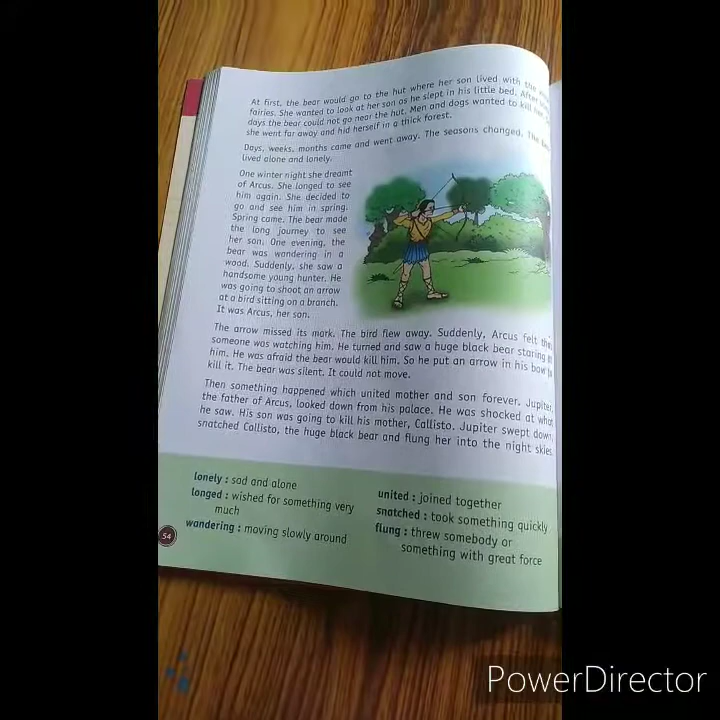 At first, the bear would go to the hut where her son lived with the
fairies. She wanted to look at her son as he slept in his little bed. After
days the bear could not go near the hut. Men and dogs wanted to kill her.
she went far away and hid herself in a thick forest.
Days, weeks, months came and went away. The seasons changed. The
lived alone and lonely.
One winter night she dreamt
of Arcus. She longed to see
him again. She decided to
go and see him in spring.
Spring came. The bear made
the long journey to see
her son. One evening, the
bear was wandering in a
wood. Suddenly, she saw a
handsome young hunter. He
was going to shoot an arrow
at a bird sitting on a branch.
It was Arcus, her son.
The arrow missed its mark. The bird flew away. Suddenly, Arcus felt that
someone was watching him. He turned and saw a huge black bear staring at
him. He was afraid the bear would kill him. So he put an arrow in his bow to
kill it. The bear was silent. It could not move.
Then something happened which united mother and son forever. Jupiter,
the father of Arcus, looked down from his palace. He was shocked at what
he saw. His son was going to kill his mother, Callisto. Jupiter swept down,
snatched Callisto, the huge black bear and flung her into the night skies.
lonely : sad and alone
longed : wished for something very
much
wandering : moving slowly around
united : joined together
snatched : took something quickly
flung : threw somebody or
something with great force
54
PowerDirector